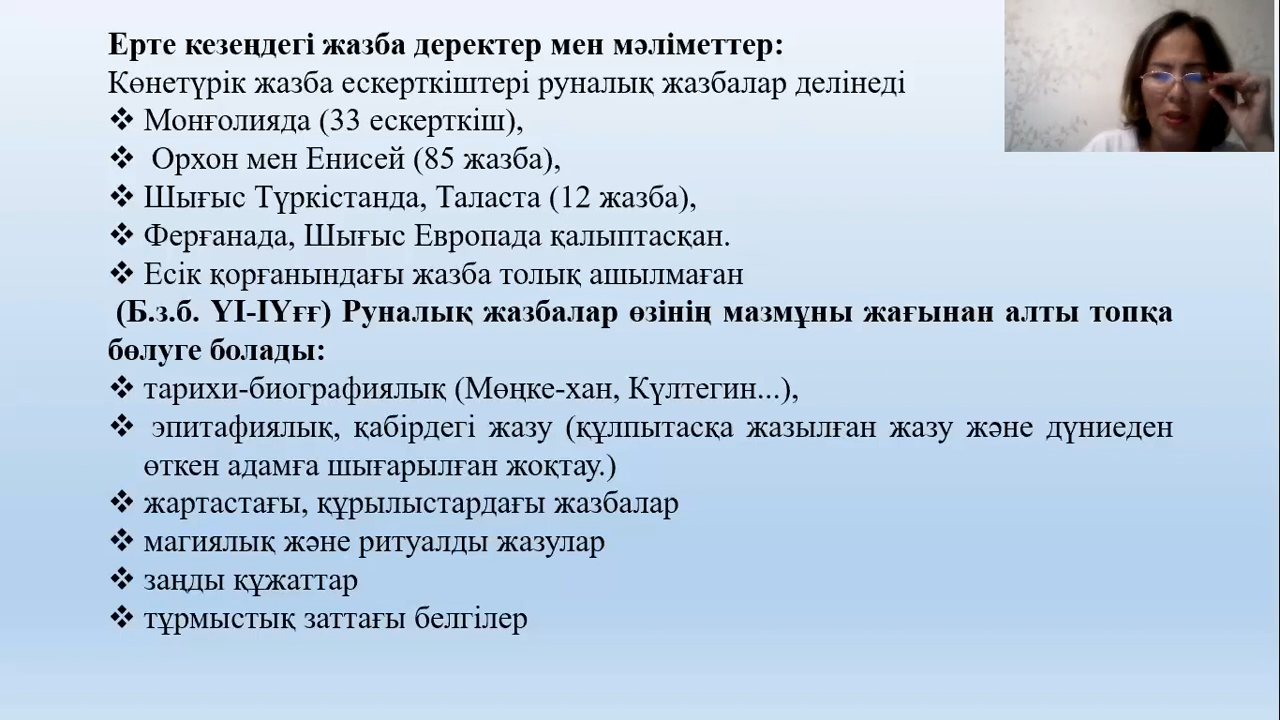 Ерте кезеңдегі жазба деректер мен мәліметтер:
Көнетүрік жазба ескерткіштері руналық жазбалар делінеді
❖ Монғолияда (33 ескерткіш),
❖ Орхон мен Енисей (85 жазба),
❖ Шығыс Түркістанда, Таласта (12 жазба),
❖ Ферғанада, Шығыс Европада қалыптасқан.
❖ Есік қорғанындағы жазба толық ашылмаған
(Б.з.б. ҮІ-ІҮғғ) Руналық жазбалар өзінің мазмұны жағынан алты топқа
бөлуге болады:
❖ тарихи-биографиялық (Мөңке-хан, Күлтегин...),
❖ эпитафиялық, қабірдегі жазу (құлпытасқа жазылған жазу және дүниеден
өткен адамға шығарылған жоқтау.)
❖ жартастағы, құрылыстардағы жазбалар
❖ магиялық және ритуалды жазулар
❖ заңды құжаттар
❖ тұрмыстық заттағы белгілер